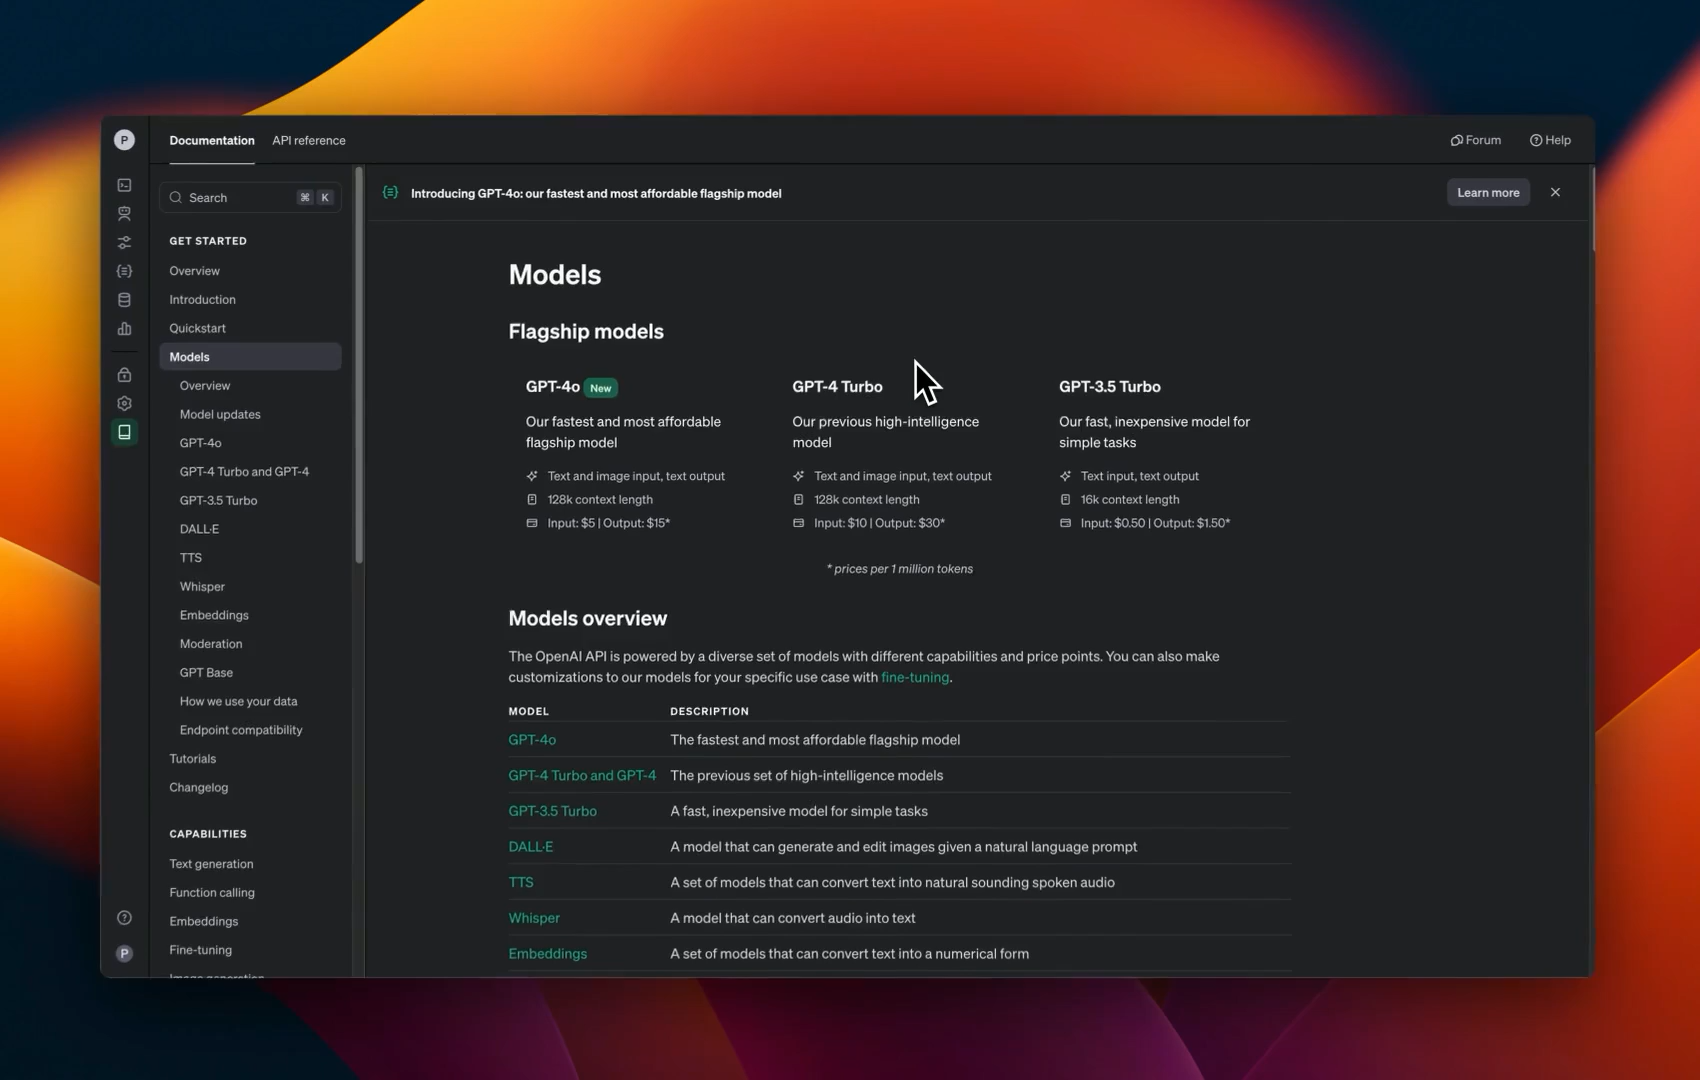 P
Documentation
API reference
Forum
Help
Search
⌘ K
Introducing GPT-4o: our fastest and most affordable flagship model
Learn more
GET STARTED
Overview
Introduction
Quickstart
Models
Overview
Model updates
GPT-4o
GPT-4 Turbo and GPT-4
GPT-3.5 Turbo
DALL·E
TTS
Whisper
Embeddings
Moderation
GPT Base
How we use your data
Endpoint compatibility
Tutorials
Changelog
CAPABILITIES
Text generation
Function calling
Embeddings
Fine-tuning
Image generation
P
Models
Flagship models
GPT-4o New
Our fastest and most affordable
flagship model
Text and image input, text output
128k context length
Input: $5 | Output: $15*
GPT-4 Turbo
Our previous high-intelligence
model
Text and image input, text output
128k context length
Input: $10 | Output: $30*
GPT-3.5 Turbo
Our fast, inexpensive model for
simple tasks
Text input, text output
16k context length
Input: $0.50 | Output: $1.50*
* prices per 1 million tokens
Models overview
The OpenAI API is powered by a diverse set of models with different capabilities and price points. You can also make
customizations to our models for your specific use case with fine-tuning.
MODEL DESCRIPTION
GPT-4o The fastest and most affordable flagship model
GPT-4 Turbo and GPT-4 The previous set of high-intelligence models
GPT-3.5 Turbo A fast, inexpensive model for simple tasks
DALL·E A model that can generate and edit images given a natural language prompt
TTS A set of models that can convert text into natural sounding spoken audio
Whisper A model that can convert audio into text
Embeddings A set of models that can convert text into a numerical form